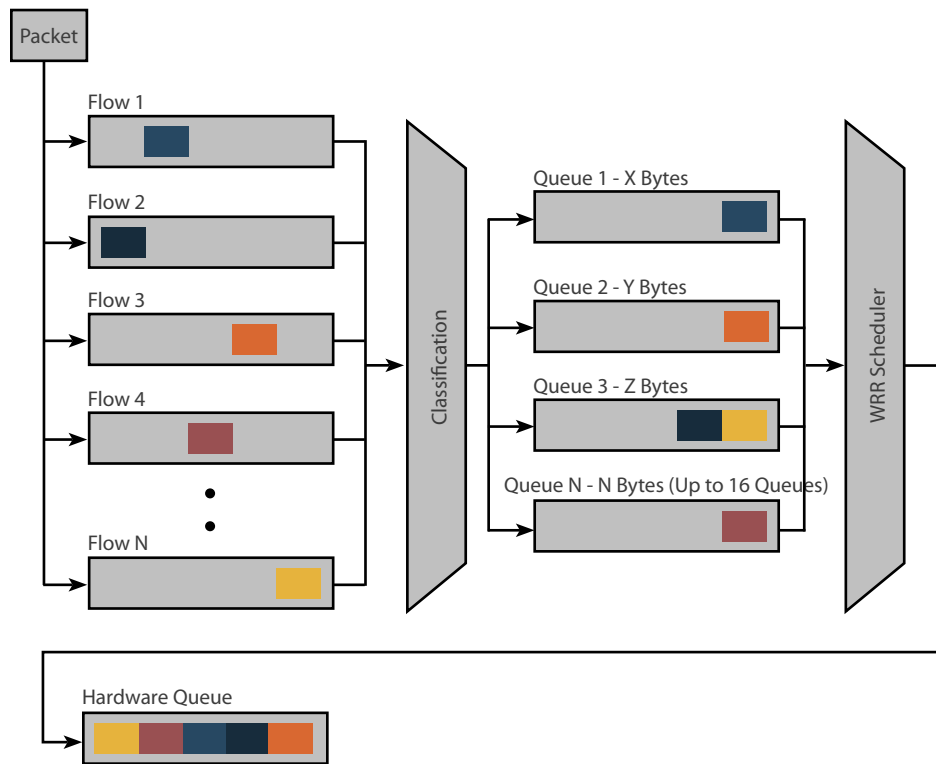 Packet
Flow 1
Flow 2
Flow 3
Flow 4
Flow N
Classification
Queue 1 - X Bytes
Queue 2 - Y Bytes
Queue 3 - Z Bytes
Queue N - N Bytes (Up to 16 Queues)
WRR Scheduler
Hardware Queue